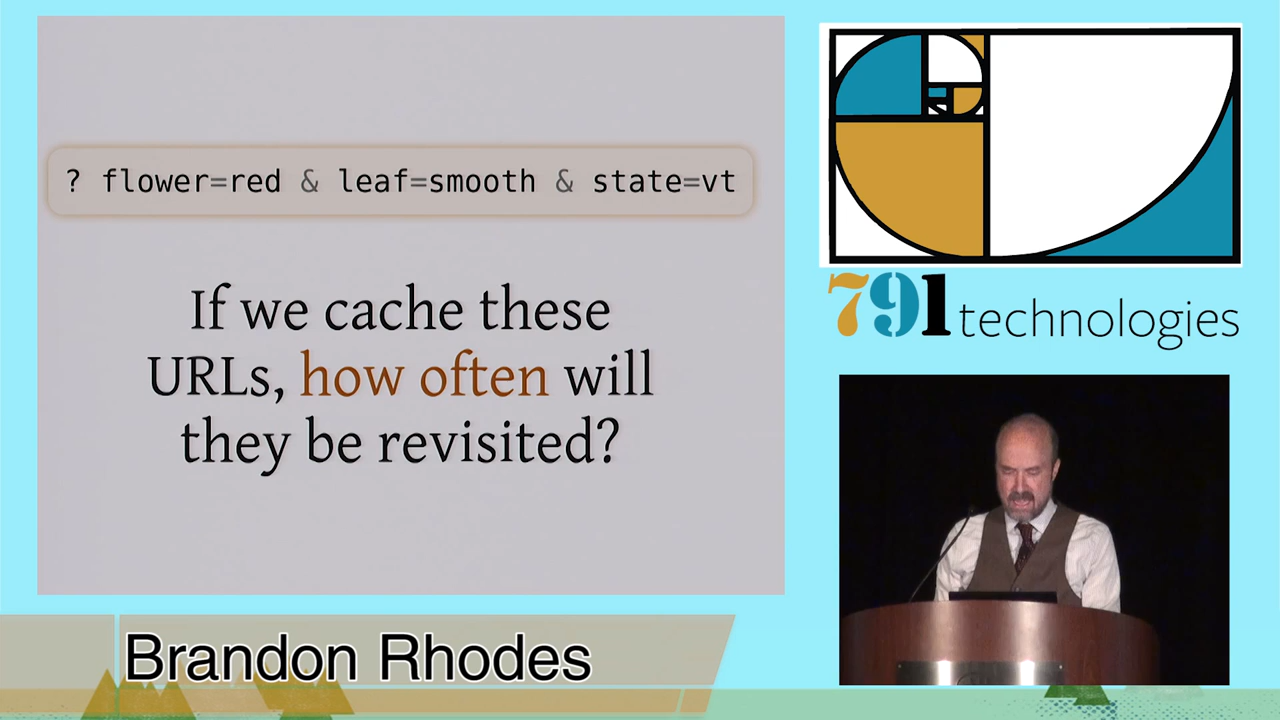 ? flower=red & leaf=smooth & state=vt
If we cache these
URLs, how often will
they be revisited?
791 technologies
Brandon Rhodes